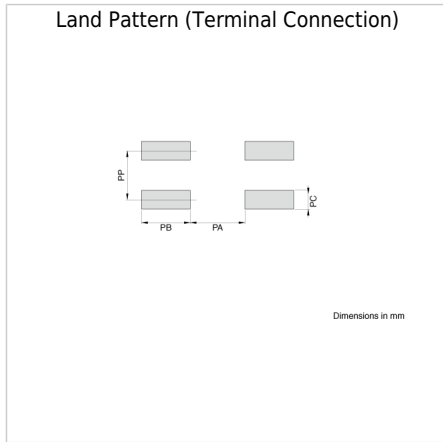 Land Pattern (Terminal Connection)
PP
PC
PB
PA
Dimensions in mm